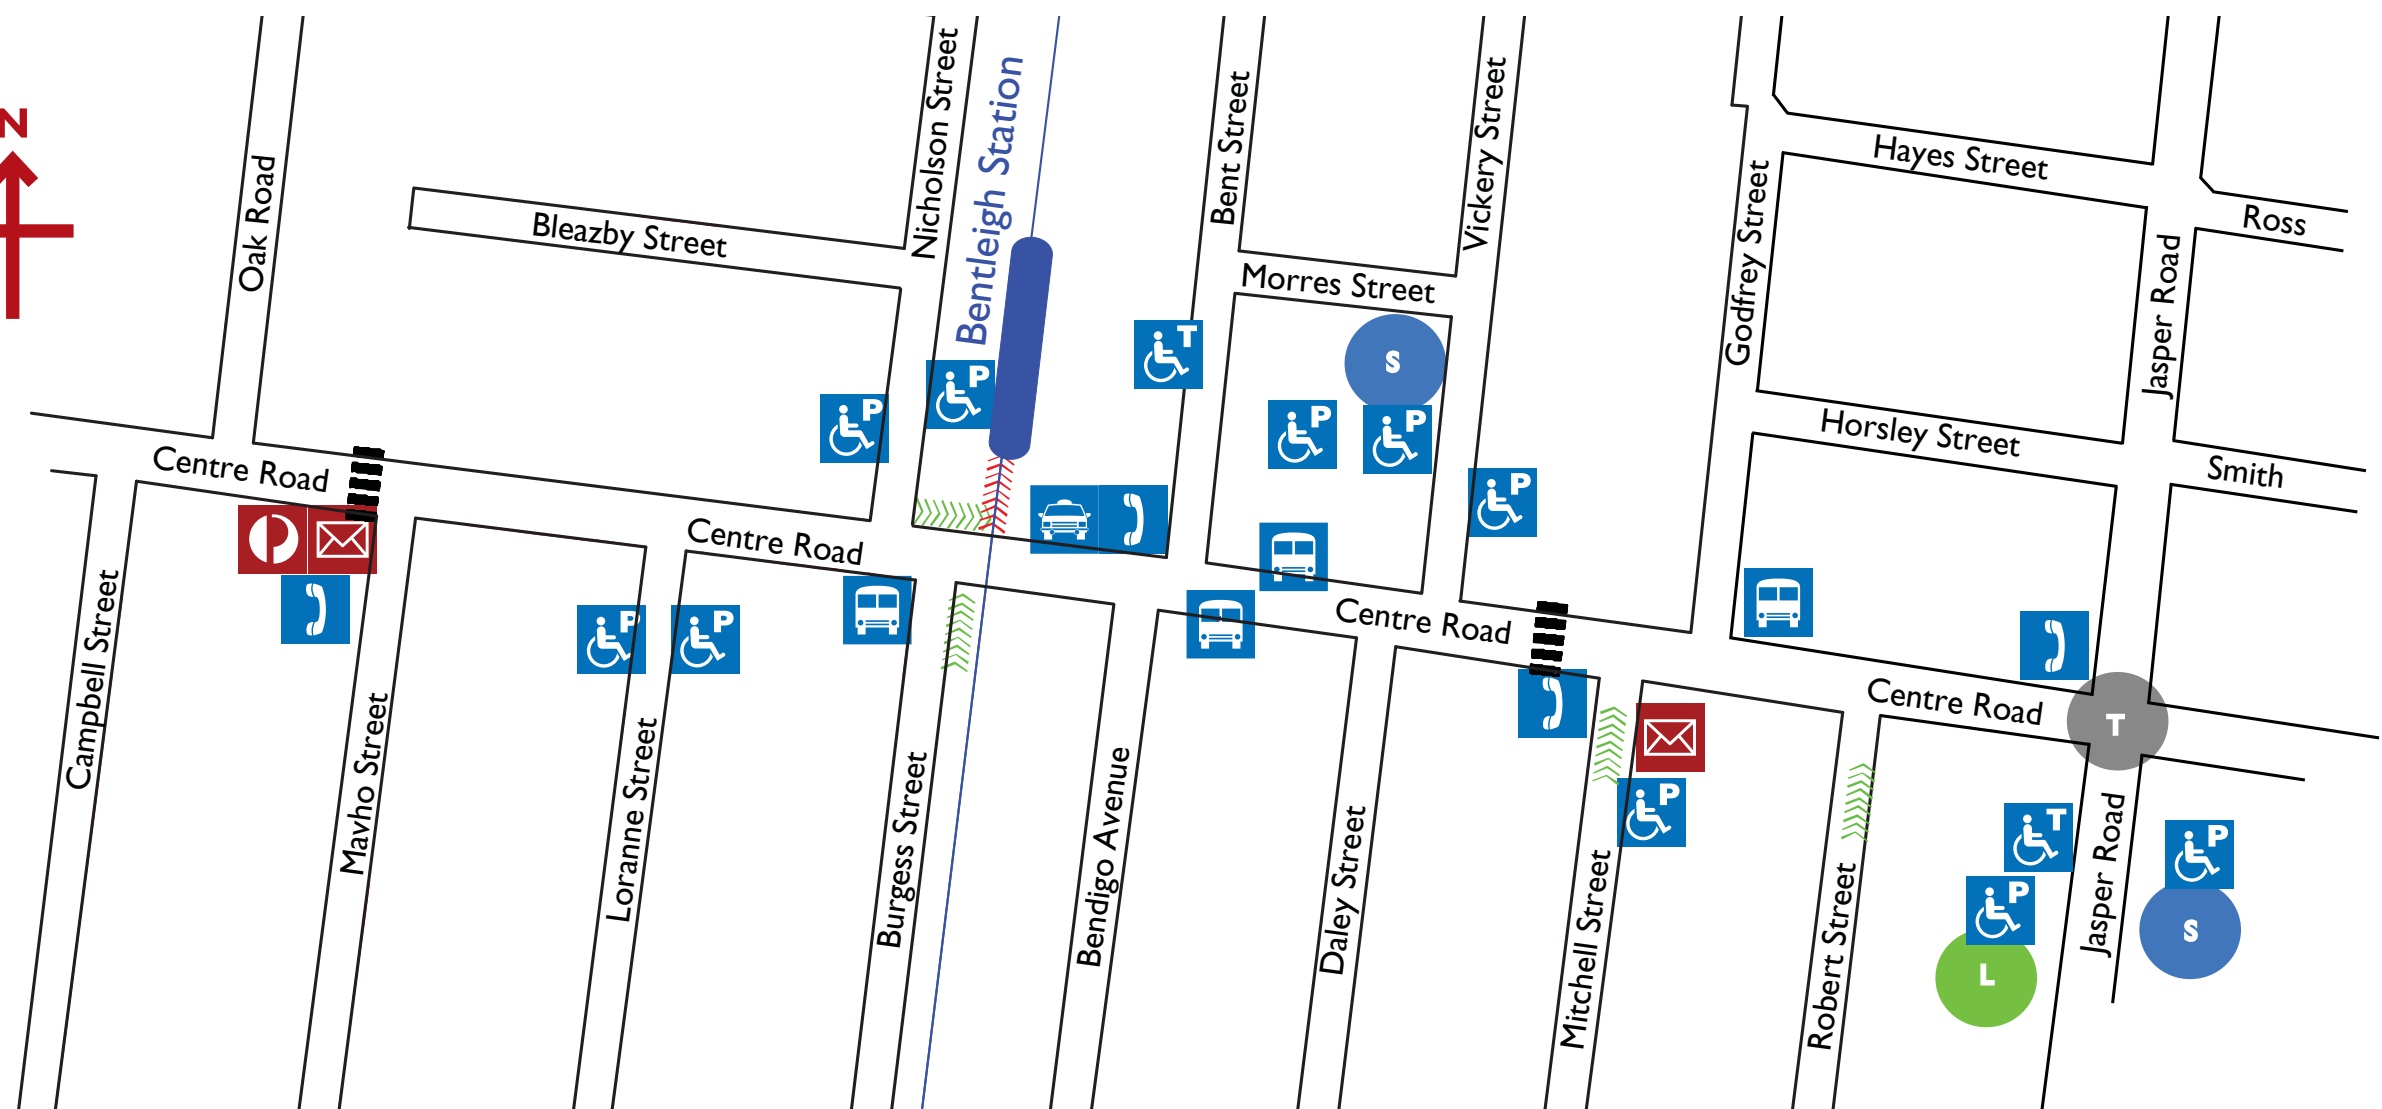 N
Oak Road
Nicholson Street
Bentleigh Station
Bent Street
Vickery Street
Godfrey Street
Hayes Street
Ross
Bleazby Street
Morres Street
Jasper Road
T
S
P
P
P
P
P
Horsley Street
Smith
Centre Road
Centre Road
Centre Road
Centre Road
P
P
P
T
Campbell Street
Mavho Street
Loranne Street
Burgess Street
Bendigo Avenue
Daley Street
Mitchell Street
Robert Street
Jasper Road
T
P
P
S
L